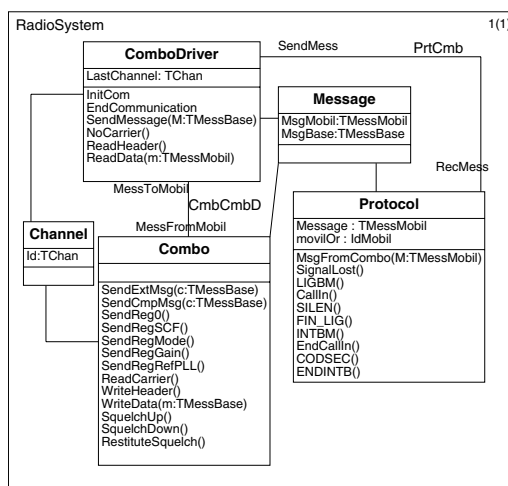 RadioSystem 1(1)
ComboDriver
LastChannel: TChan
InitCom
EndCommunication
SendMessage(M:TMessBase)
NoCarrier()
ReadHeader()
ReadData(m:TMessMobil)
SendMess
PrtCmb
Message
MsgMobil:TMessMobil
MsgBase:TMessBase
RecMess
MessToMobil
CmbCmbD
MessFromMobil
Channel
Id:TChan
Combo
SendExtMsg(c:TMessBase)
SendCmpMsg(c:TMessBase)
SendReg0()
SendRegSCF()
SendRegMode()
SendRegGain()
SendRegRefPLL()
ReadCarrier()
WriteHeader()
WriteData(m:TMessBase)
SquelchUp()
SquelchDown()
RestituteSquelch()
Protocol
Message : TMessMobil
movilOr : IdMobil
MsgFromCombo(M:TMessMobil)
SignalLost()
LIGBM()
CallIn()
SILEN()
FIN_LIG()
INTBM()
EndCallIn()
CODSEC()
ENDINTB()